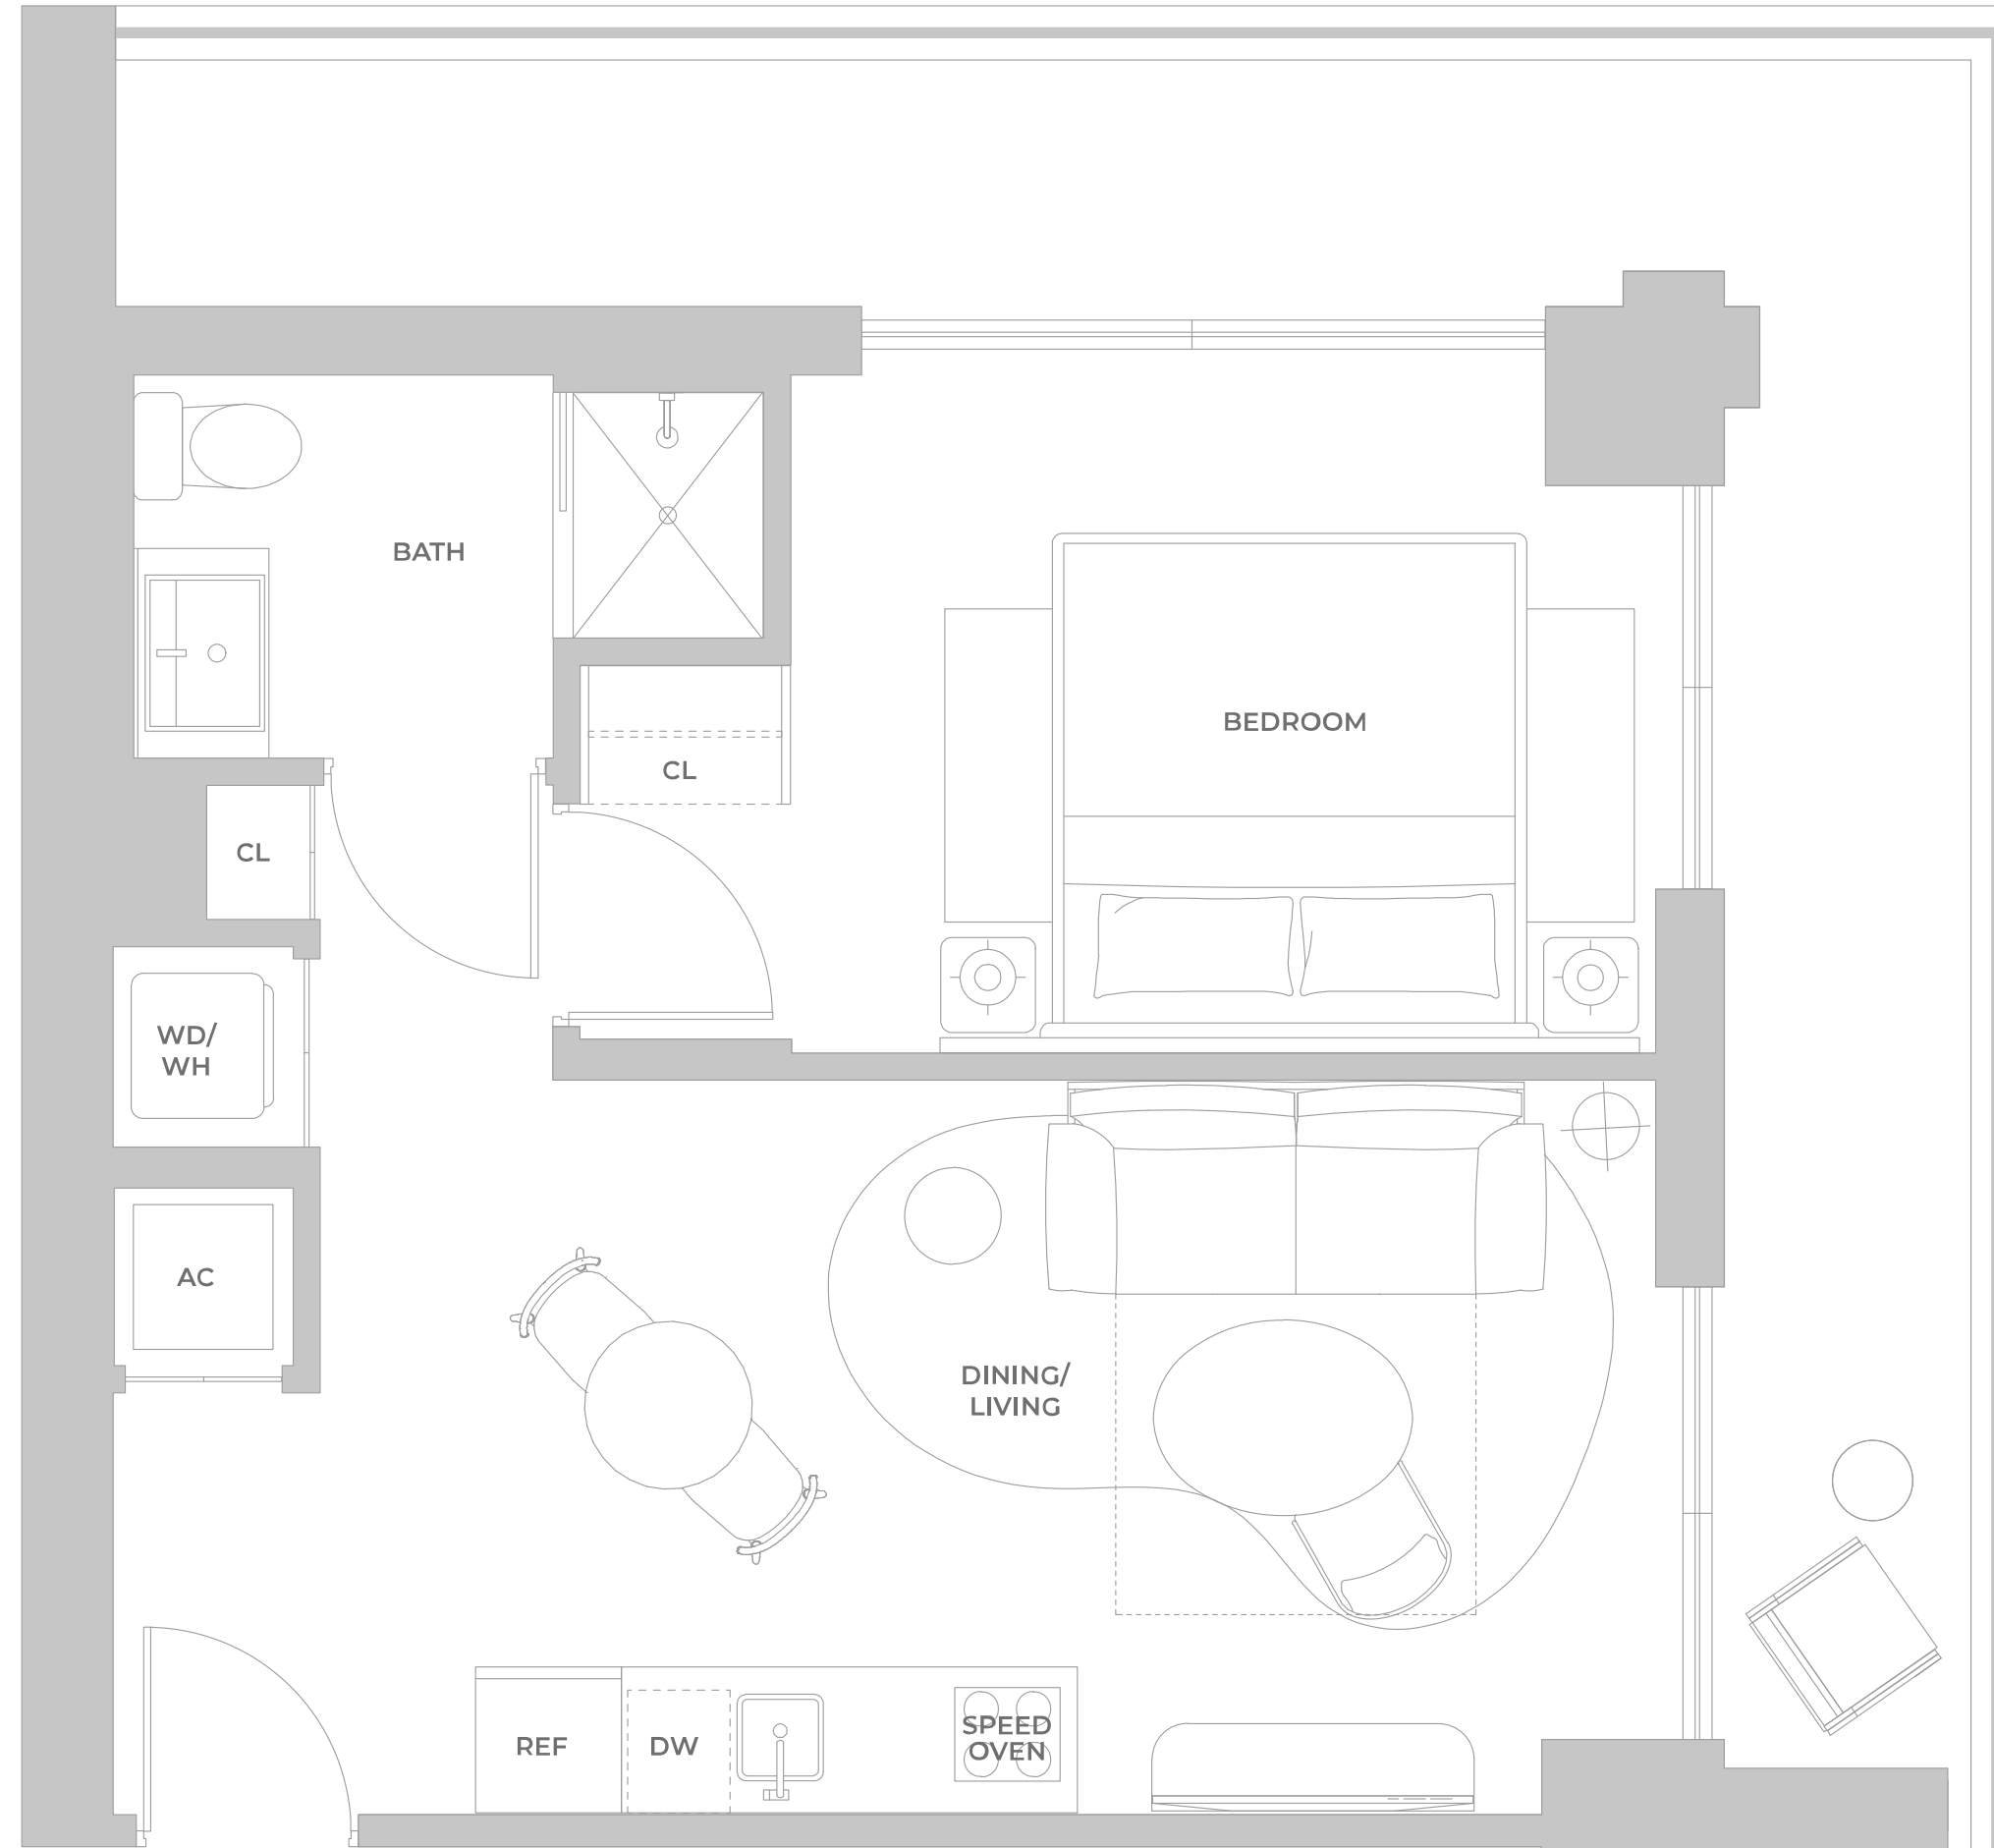 BATH
BEDROOM
CL
CL
WD/
WH
AC
DINING/
LIVING
REF
DW
SPEED
OVEN